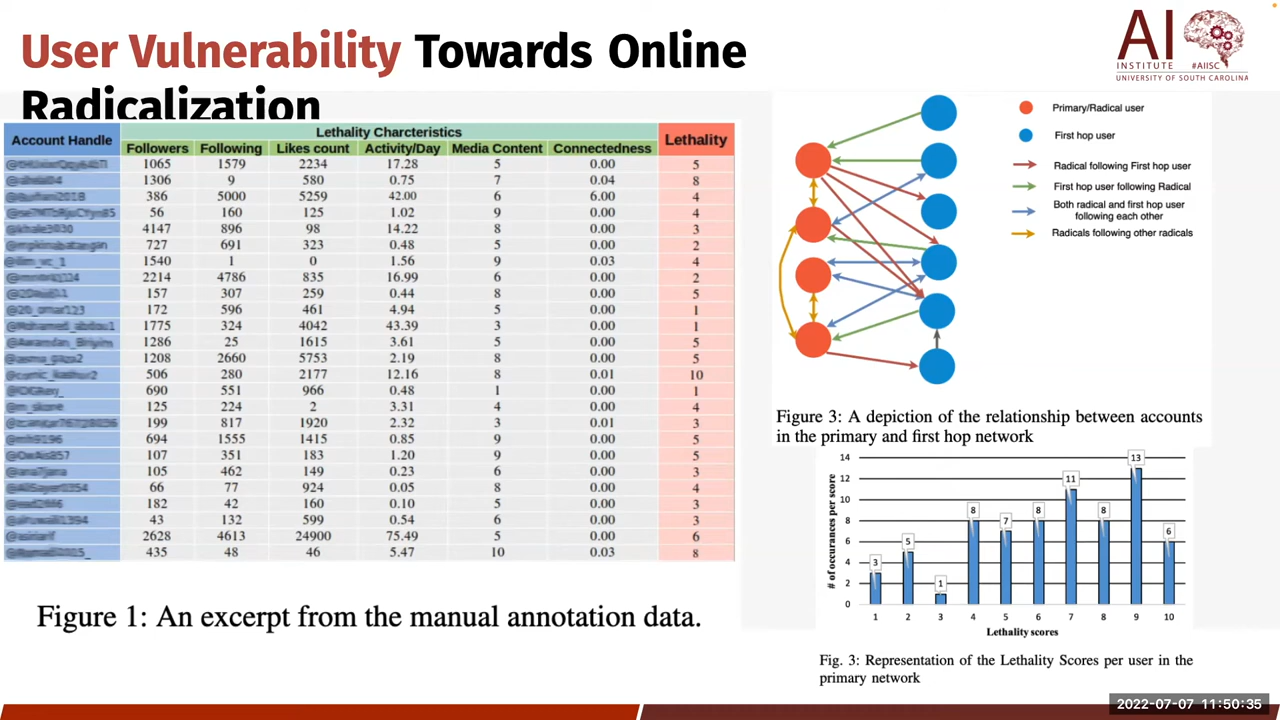 User Vulnerability Towards Online
Radicalization
AI
INSTITUTE #AIISC
UNIVERSITY OF SOUTH CAROLINA
Account Handle Lethality Charcteristics Lethality
Followers Following Likes count Activity/Day Media Content Connectedness
1065 1579 2234 17.28 5 0.00 5
1306 9 580 0.75 7 0.04 8
386 5000 5259 42.00 6 6.00 4
56 160 125 1.02 9 0.00 4
4147 896 98 14.22 8 0.00 3
727 691 323 0.48 5 0.00 2
1540 1 0 1.56 9 0.03 4
2214 4786 835 16.99 6 0.00 2
157 307 259 0.44 8 0.00 5
172 596 461 4.94 5 0.00 1
1775 324 4042 43.39 3 0.00 1
1286 25 1615 3.61 5 0.00 5
1208 2660 5753 2.19 8 0.00 5
506 280 2177 12.16 8 0.01 10
690 551 966 0.48 1 0.00 1
125 224 2 3.31 4 0.00 4
199 817 1920 2.32 3 0.01 3
694 1555 1415 0.85 9 0.00 5
107 351 183 1.20 9 0.00 5
105 462 149 0.23 6 0.00 3
66 77 924 0.05 8 0.00 4
182 42 160 0.10 5 0.00 3
43 132 599 0.54 6 0.00 3
2628 4613 24900 75.49 5 0.00 6
435 48 46 5.47 10 0.03 8
Figure 1: An excerpt from the manual annotation data.
Primary/Radical user
First hop user
Radical following First hop user
First hop user following Radical
Both radical and first hop user
following each other
Radicals following other radicals
Figure 3: A depiction of the relationship between accounts
in the primary and first hop network
# of occurances per score
14
12
10
8
6
4
2
0
3 5 1 8 7 8 11 8 13 6
1 2 3 4 5 6 7 8 9 10
Lethality scores
Fig. 3: Representation of the Lethality Scores per user in the
primary network
2022-07-07 11:50:35